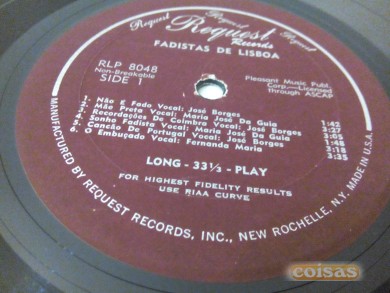 Request
Request
Request
Request
Records
FADISTAS DE LISBOA
RLP 8048
Non-Breakable
SIDE 1
Pleasant Music Publ.
Corp.—Licensed
through ASCAP
1. Não E Fado Vocal: José Borges 1:42
2. Mãe Preta Vocal: Maria José Da Guia 3:27
3. Recordações De Coimbra Vocal: José Borges 3:05
4. Sonho Fadista Vocal: Maria José Da Guia 1:48
5. Canção De Portugal Vocal: José Borges 3:18
6. O Embuçado Vocal: Fernanda Maria 3:35
LONG - 33⅓ - PLAY
FOR HIGHEST FIDELITY RESULTS
USE RIAA CURVE
MANUFACTURED BY REQUEST RECORDS, INC., NEW ROCHELLE, N.Y. MADE IN U.S.A.
coisas